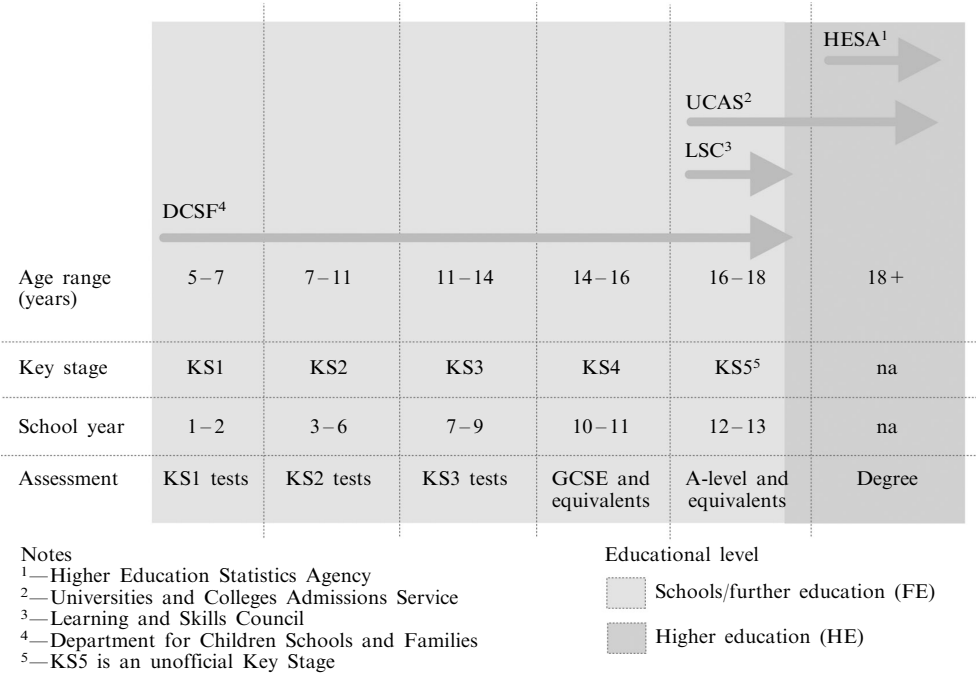 HESA¹
UCAS²
LSC³
DCSF⁴
Age range (years) 5–7 7–11 11–14 14–16 16–18 18+
Key stage KS1 KS2 KS3 KS4 KS5⁵ na
School year 1–2 3–6 7–9 10–11 12–13 na
Assessment KS1 tests KS2 tests KS3 tests GCSE and equivalents A-level and equivalents Degree
Notes
¹—Higher Education Statistics Agency
²—Universities and Colleges Admissions Service
³—Learning and Skills Council
⁴—Department for Children Schools and Families
⁵—KS5 is an unofficial Key Stage
Educational level
Schools/further education (FE)
Higher education (HE)